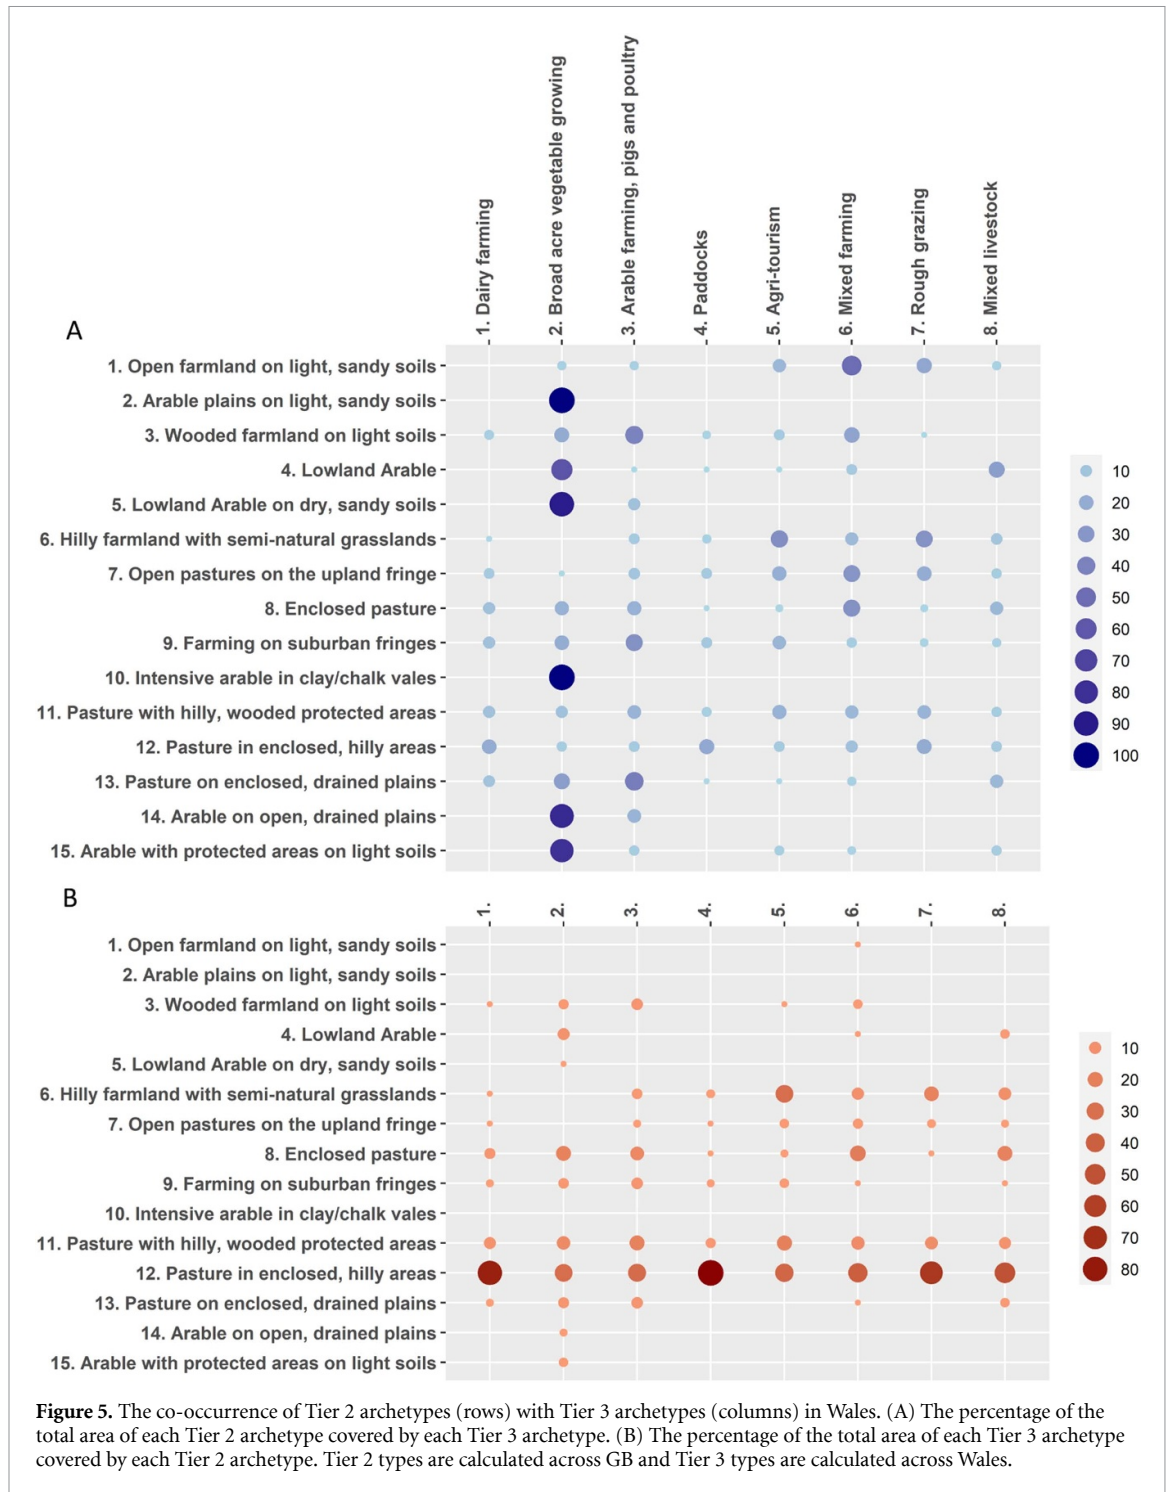 1. Dairy farming
2. Broad acre vegetable growing
3. Arable farming, pigs and poultry
4. Paddocks
5. Agri-tourism
6. Mixed farming
7. Rough grazing
8. Mixed livestock
A
1. Open farmland on light, sandy soils
2. Arable plains on light, sandy soils
3. Wooded farmland on light soils
4. Lowland Arable
5. Lowland Arable on dry, sandy soils
6. Hilly farmland with semi-natural grasslands
7. Open pastures on the upland fringe
8. Enclosed pasture
9. Farming on suburban fringes
10. Intensive arable in clay/chalk vales
11. Pasture with hilly, wooded protected areas
12. Pasture in enclosed, hilly areas
13. Pasture on enclosed, drained plains
14. Arable on open, drained plains
15. Arable with protected areas on light soils
10
20
30
40
50
60
70
80
90
100
B
1.
2.
3.
4.
5.
6.
7.
8.
1. Open farmland on light, sandy soils
2. Arable plains on light, sandy soils
3. Wooded farmland on light soils
4. Lowland Arable
5. Lowland Arable on dry, sandy soils
6. Hilly farmland with semi-natural grasslands
7. Open pastures on the upland fringe
8. Enclosed pasture
9. Farming on suburban fringes
10. Intensive arable in clay/chalk vales
11. Pasture with hilly, wooded protected areas
12. Pasture in enclosed, hilly areas
13. Pasture on enclosed, drained plains
14. Arable on open, drained plains
15. Arable with protected areas on light soils
10
20
30
40
50
60
70
80
Figure 5. The co-occurrence of Tier 2 archetypes (rows) with Tier 3 archetypes (columns) in Wales. (A) The percentage of the
total area of each Tier 2 archetype covered by each Tier 3 archetype. (B) The percentage of the total area of each Tier 3 archetype
covered by each Tier 2 archetype. Tier 2 types are calculated across GB and Tier 3 types are calculated across Wales.